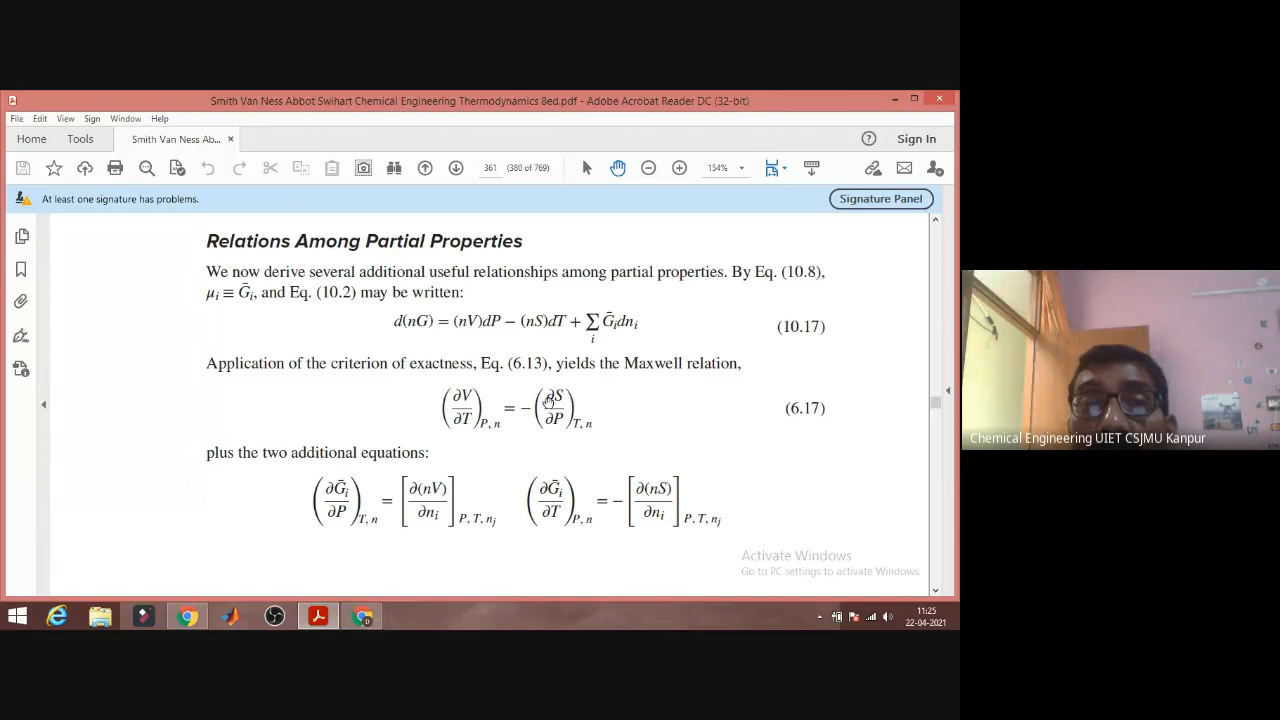 Smith Van Ness Abbot Swihart Chemical Engineering Thermodynamics 8ed.pdf - Adobe Acrobat Reader DC (32-bit)
File Edit View Sign Window Help
Home Tools Smith Van Ness Ab... × Sign In
361 (380 of 769) 154%
At least one signature has problems. Signature Panel
Relations Among Partial Properties
We now derive several additional useful relationships among partial properties. By Eq. (10.8),
μᵢ ≡ Ḡᵢ, and Eq. (10.2) may be written:
d(nG) = (nV)dP − (nS)dT + ∑ᵢ Ḡᵢdnᵢ (10.17)
Application of the criterion of exactness, Eq. (6.13), yields the Maxwell relation,
(∂V/∂T)P, n = −(∂S/∂P)T, n (6.17)
plus the two additional equations:
(∂Ḡᵢ/∂P)T, n = [∂(nV)/∂nᵢ]P, T, nⱼ (∂Ḡᵢ/∂T)P, n = −[∂(nS)/∂nᵢ]P, T, nⱼ
Activate Windows
Go to PC settings to activate Windows.
11:25
22-04-2021
Chemical Engineering UIET CSJMU Kanpur